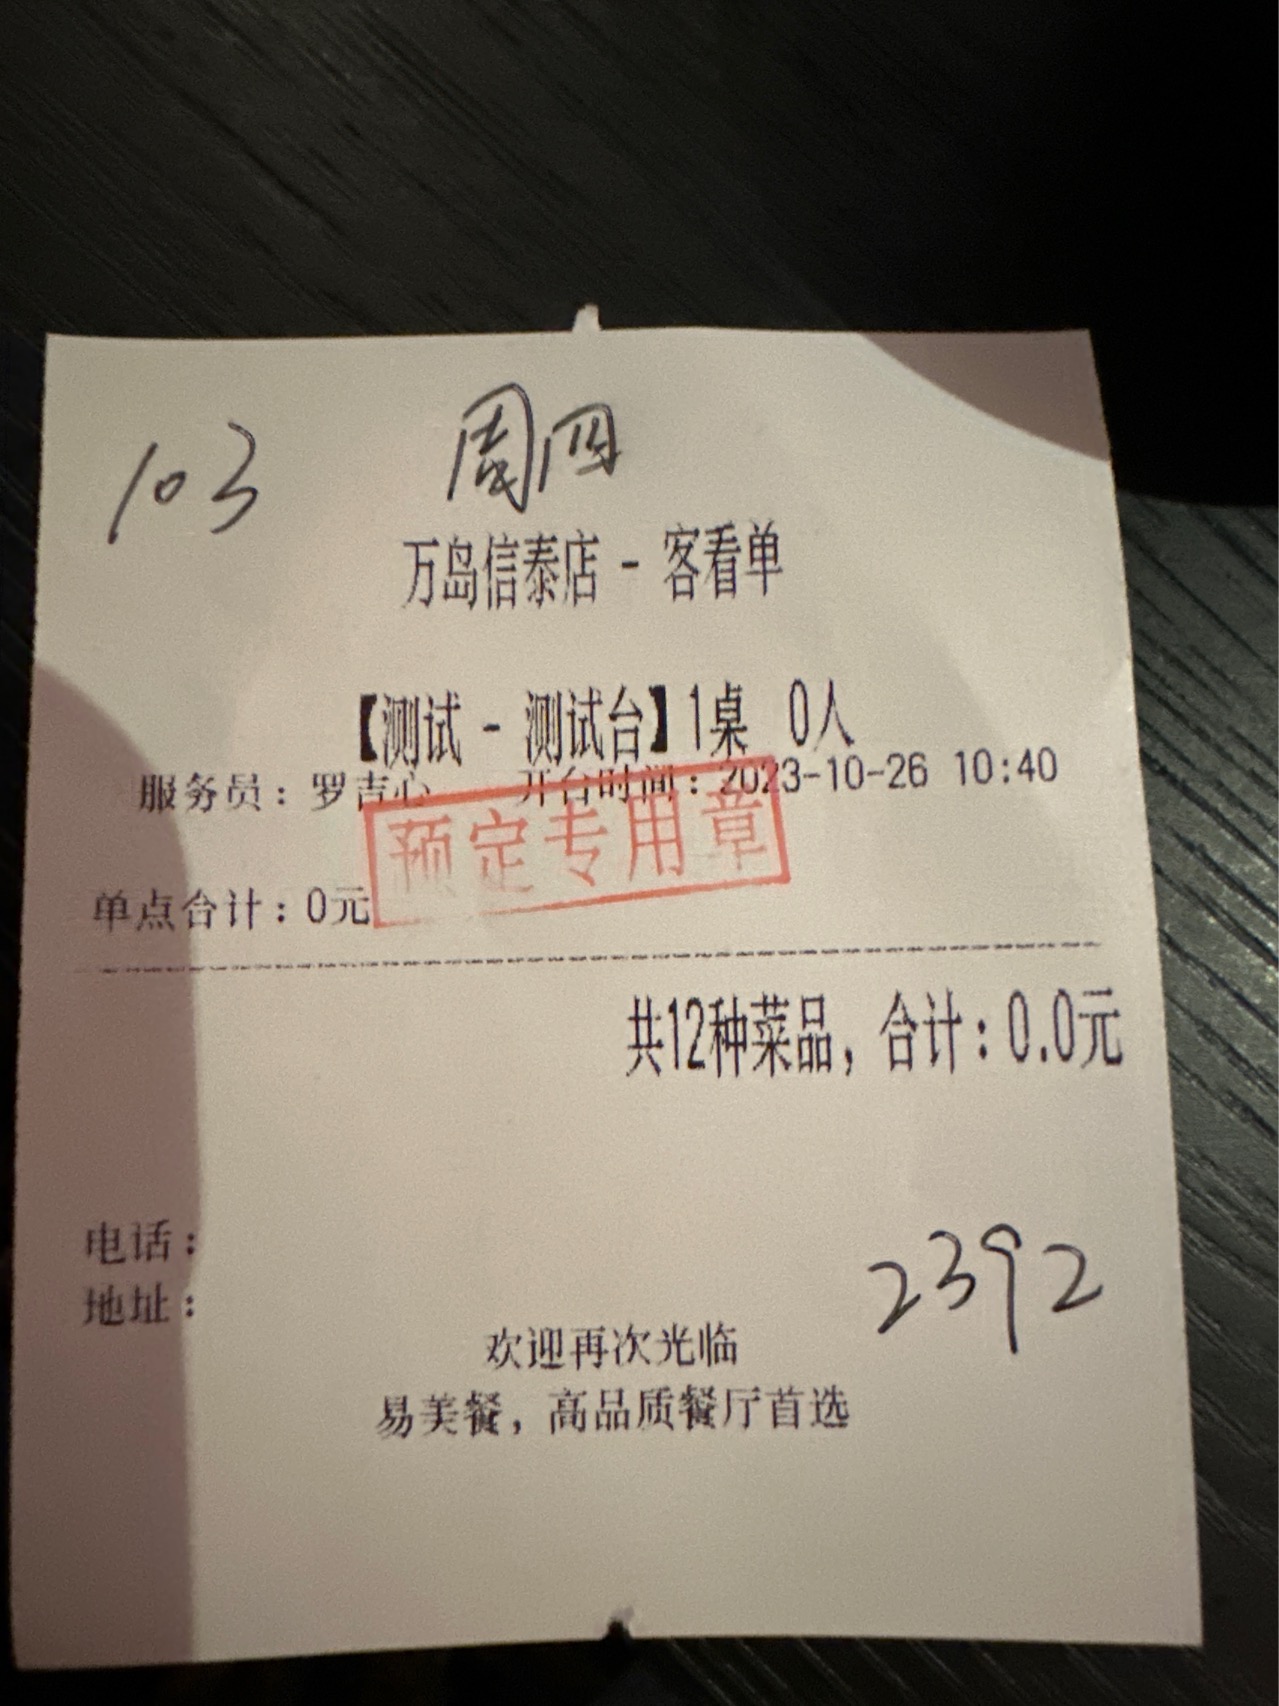 103 周四
万岛信泰店 - 客看单
【测试 - 测试台】1桌 0人
服务员：罗吉心 开台时间：2023-10-26 10:40
预定专用章
单点合计：0元
共12种菜品，合计：0.0元
电话：
地址：
2392
欢迎再次光临
易美餐，高品质餐厅首选